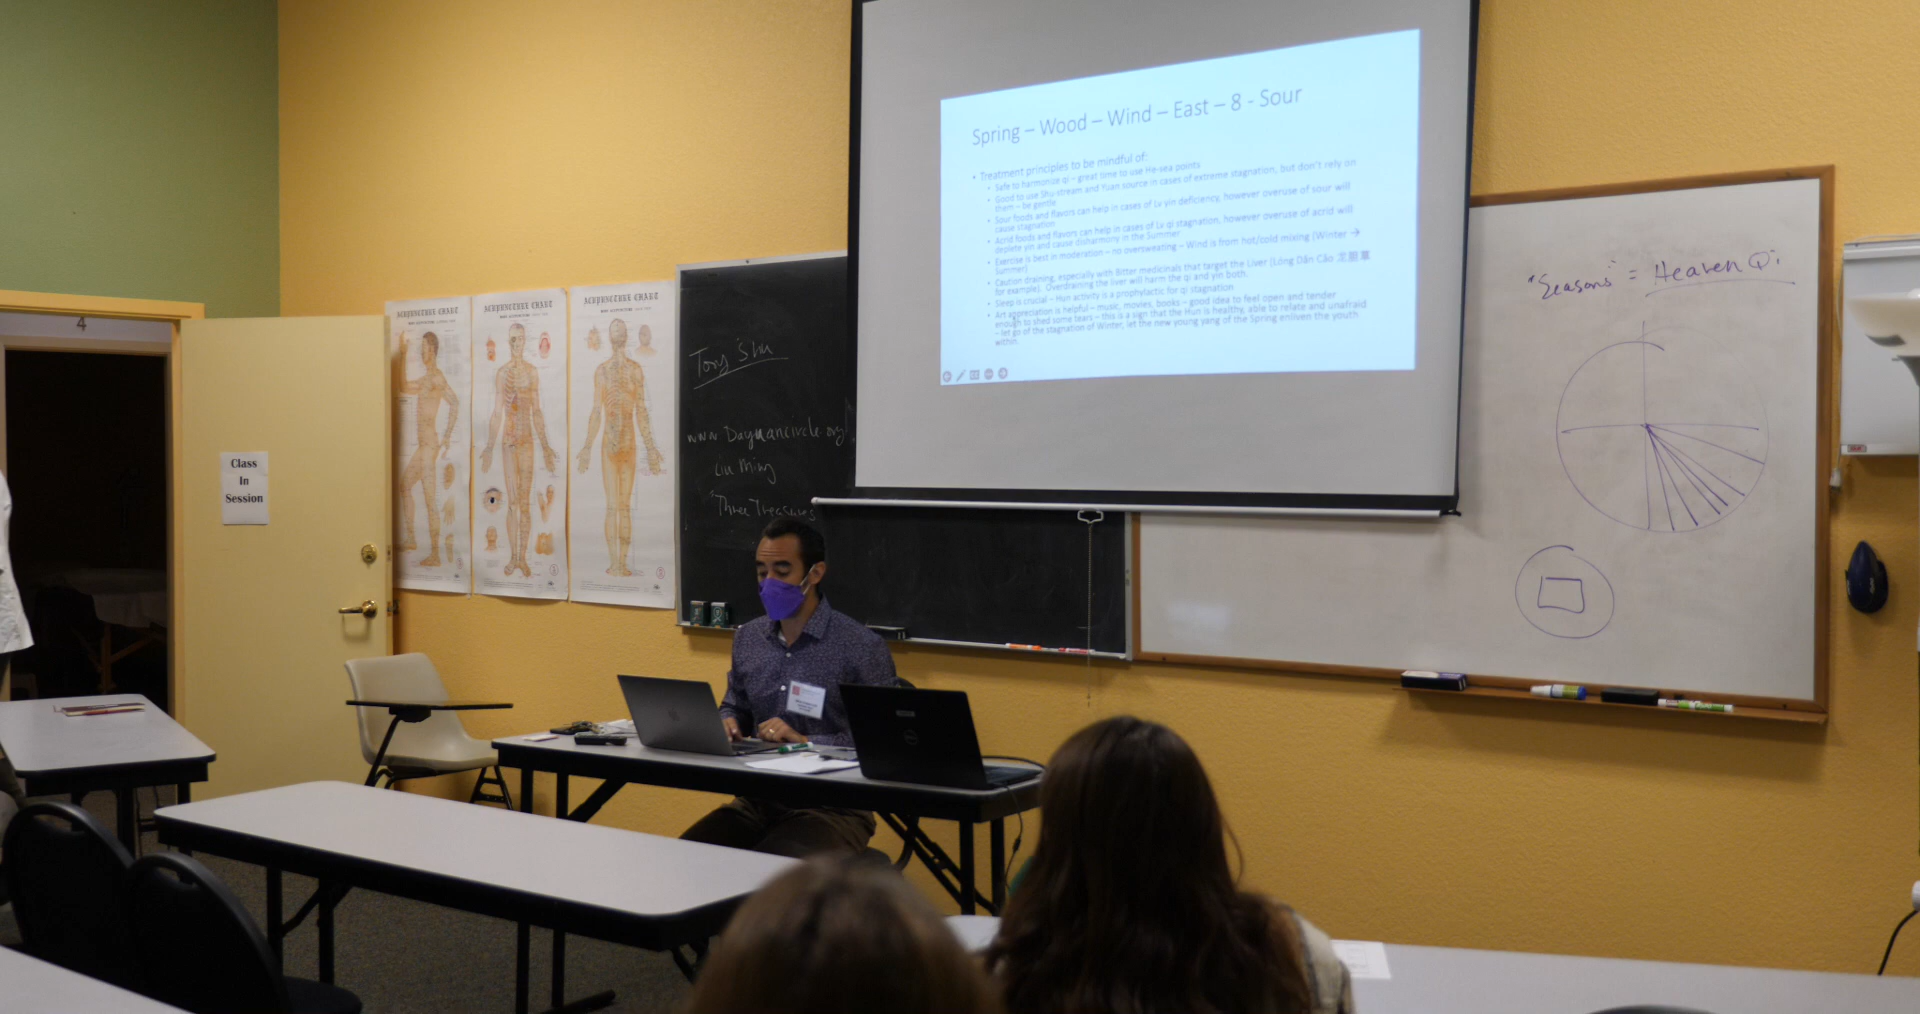 4
Class
In
Session
ACUPUNCTURE CHART
ACUPUNCTURE CHART
ACUPUNCTURE CHART
Tony Shu
www.Dayuancircle.org
Liu Ming
"Three Treasures
Spring – Wood – Wind – East – 8 - Sour
• Treatment principles to be mindful of:
• Safe to harmonize qi – great time to use He-sea points
• Good to use Shu-stream and Yuan source in cases of extreme stagnation, but don't rely on
them – be gentle
• Sour foods and flavors can help in cases of Lv yin deficiency, however overuse of sour will
cause stagnation
• Acrid foods and flavors can help in cases of Lv qi stagnation, however overuse of acrid will
deplete yin and cause disharmony in the Summer
• Exercise is best in moderation – no oversweating – Wind is from hot/cold mixing (Winter →
Summer)
• Caution draining, especially with Bitter medicinals that target the Liver (Lóng Dǎn Cǎo 龙胆草
for example). Overdraining the liver will harm the qi and yin both.
• Sleep is crucial – Hun activity is a prophylactic for qi stagnation
• Art appreciation is helpful – music, movies, books – good idea to feel open and tender
enough to shed some tears – this is a sign that the Hun is healthy, able to relate and unafraid
– let go of the stagnation of Winter, let the new young yang of the Spring enliven the youth
within
"Seasons" = Heaven Qi